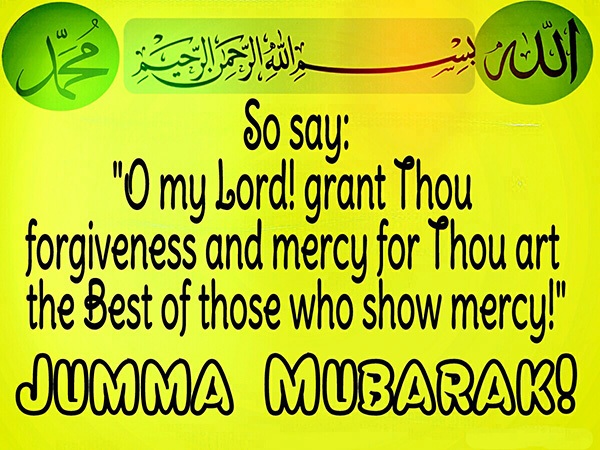 محمد بسم الله الرحمن الرحيم الله
So say:
"O my Lord! grant Thou
forgiveness and mercy for Thou art
the Best of those who show mercy!"
JUMMA MUBARAK!